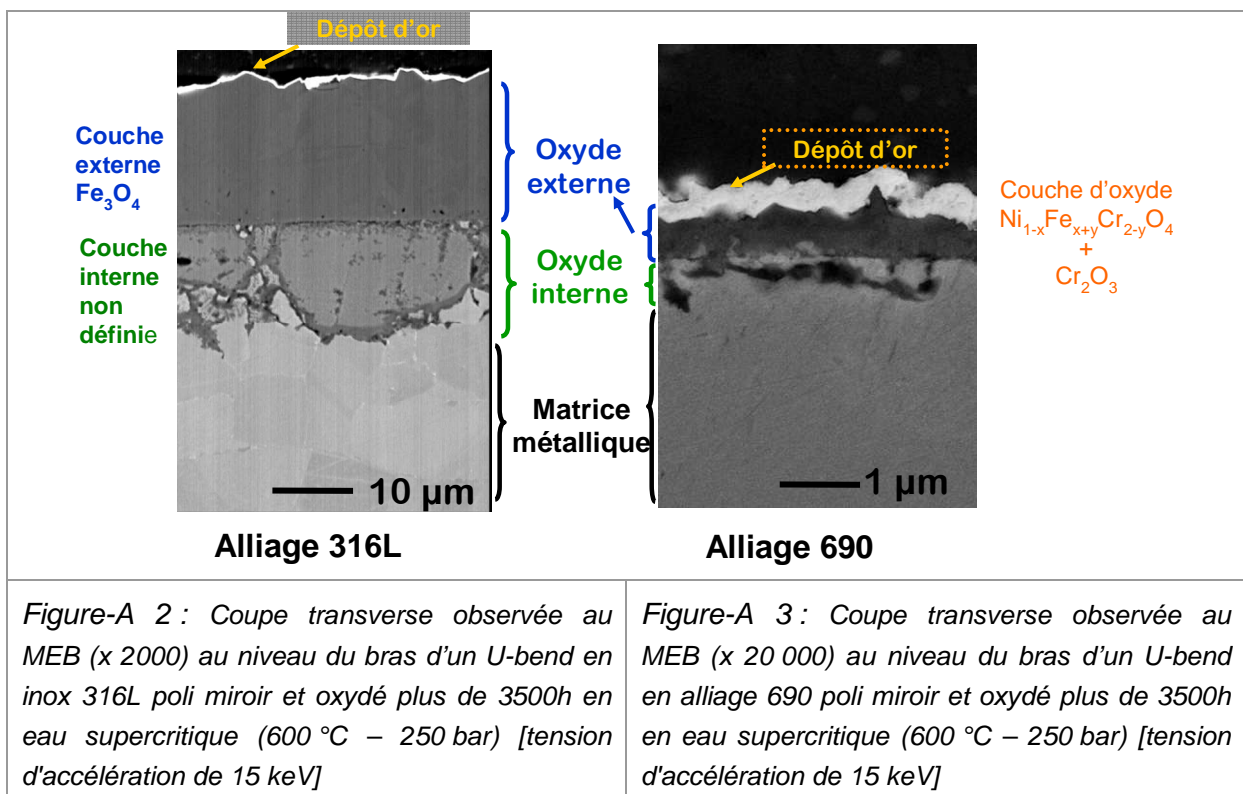 Dépôt d'or
Couche
externe
Fe₃O₄
Couche
interne
non
définie
Oxyde
externe
Oxyde
interne
Matrice
métallique
10 µm
Alliage 316L
Dépôt d'or
Couche d'oxyde
Ni₁₋ₓFeₓ₊ᵧCr₂₋ᵧO₄
+
Cr₂O₃
1 µm
Alliage 690
Figure-A 2 : Coupe transverse observée au
MEB (x 2000) au niveau du bras d'un U-bend en
inox 316L poli miroir et oxydé plus de 3500h en
eau supercritique (600 °C – 250 bar) [tension
d'accélération de 15 keV]
Figure-A 3 : Coupe transverse observée au
MEB (x 20 000) au niveau du bras d'un U-bend
en alliage 690 poli miroir et oxydé plus de 3500h
en eau supercritique (600 °C – 250 bar) [tension
d'accélération de 15 keV]